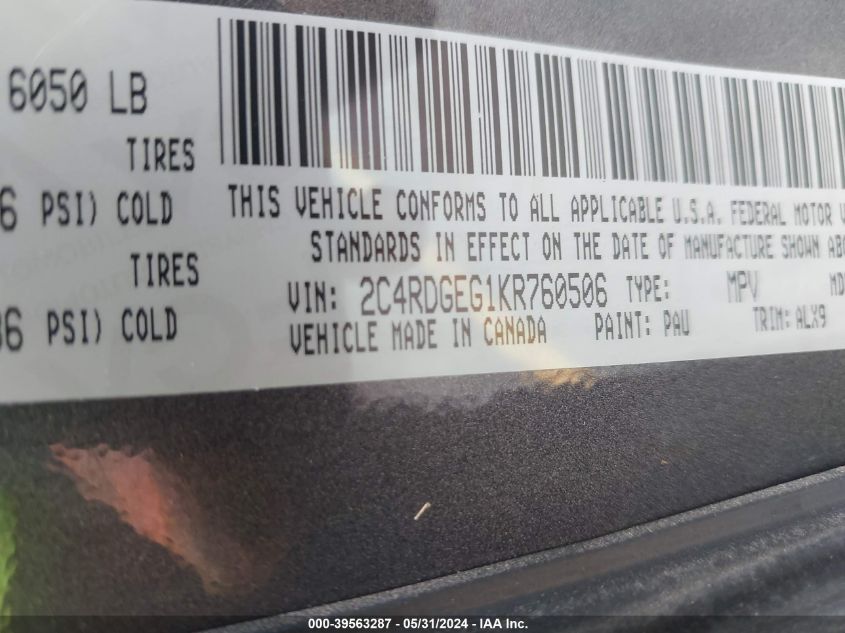 6050 LB
TIRES
6 PSI) COLD
THIS VEHICLE CONFORMS TO ALL APPLICABLE U.S.A. FEDERAL MOTOR V
STANDARDS IN EFFECT ON THE DATE OF MANUFACTURE SHOWN ABO
TIRES
VIN: 2C4RDGEG1KR760506 TYPE: MPV MD
36 PSI) COLD
VEHICLE MADE IN CANADA PAINT: PAU TRIM: ALX9
000-39563287 - 05/31/2024 - IAA Inc.